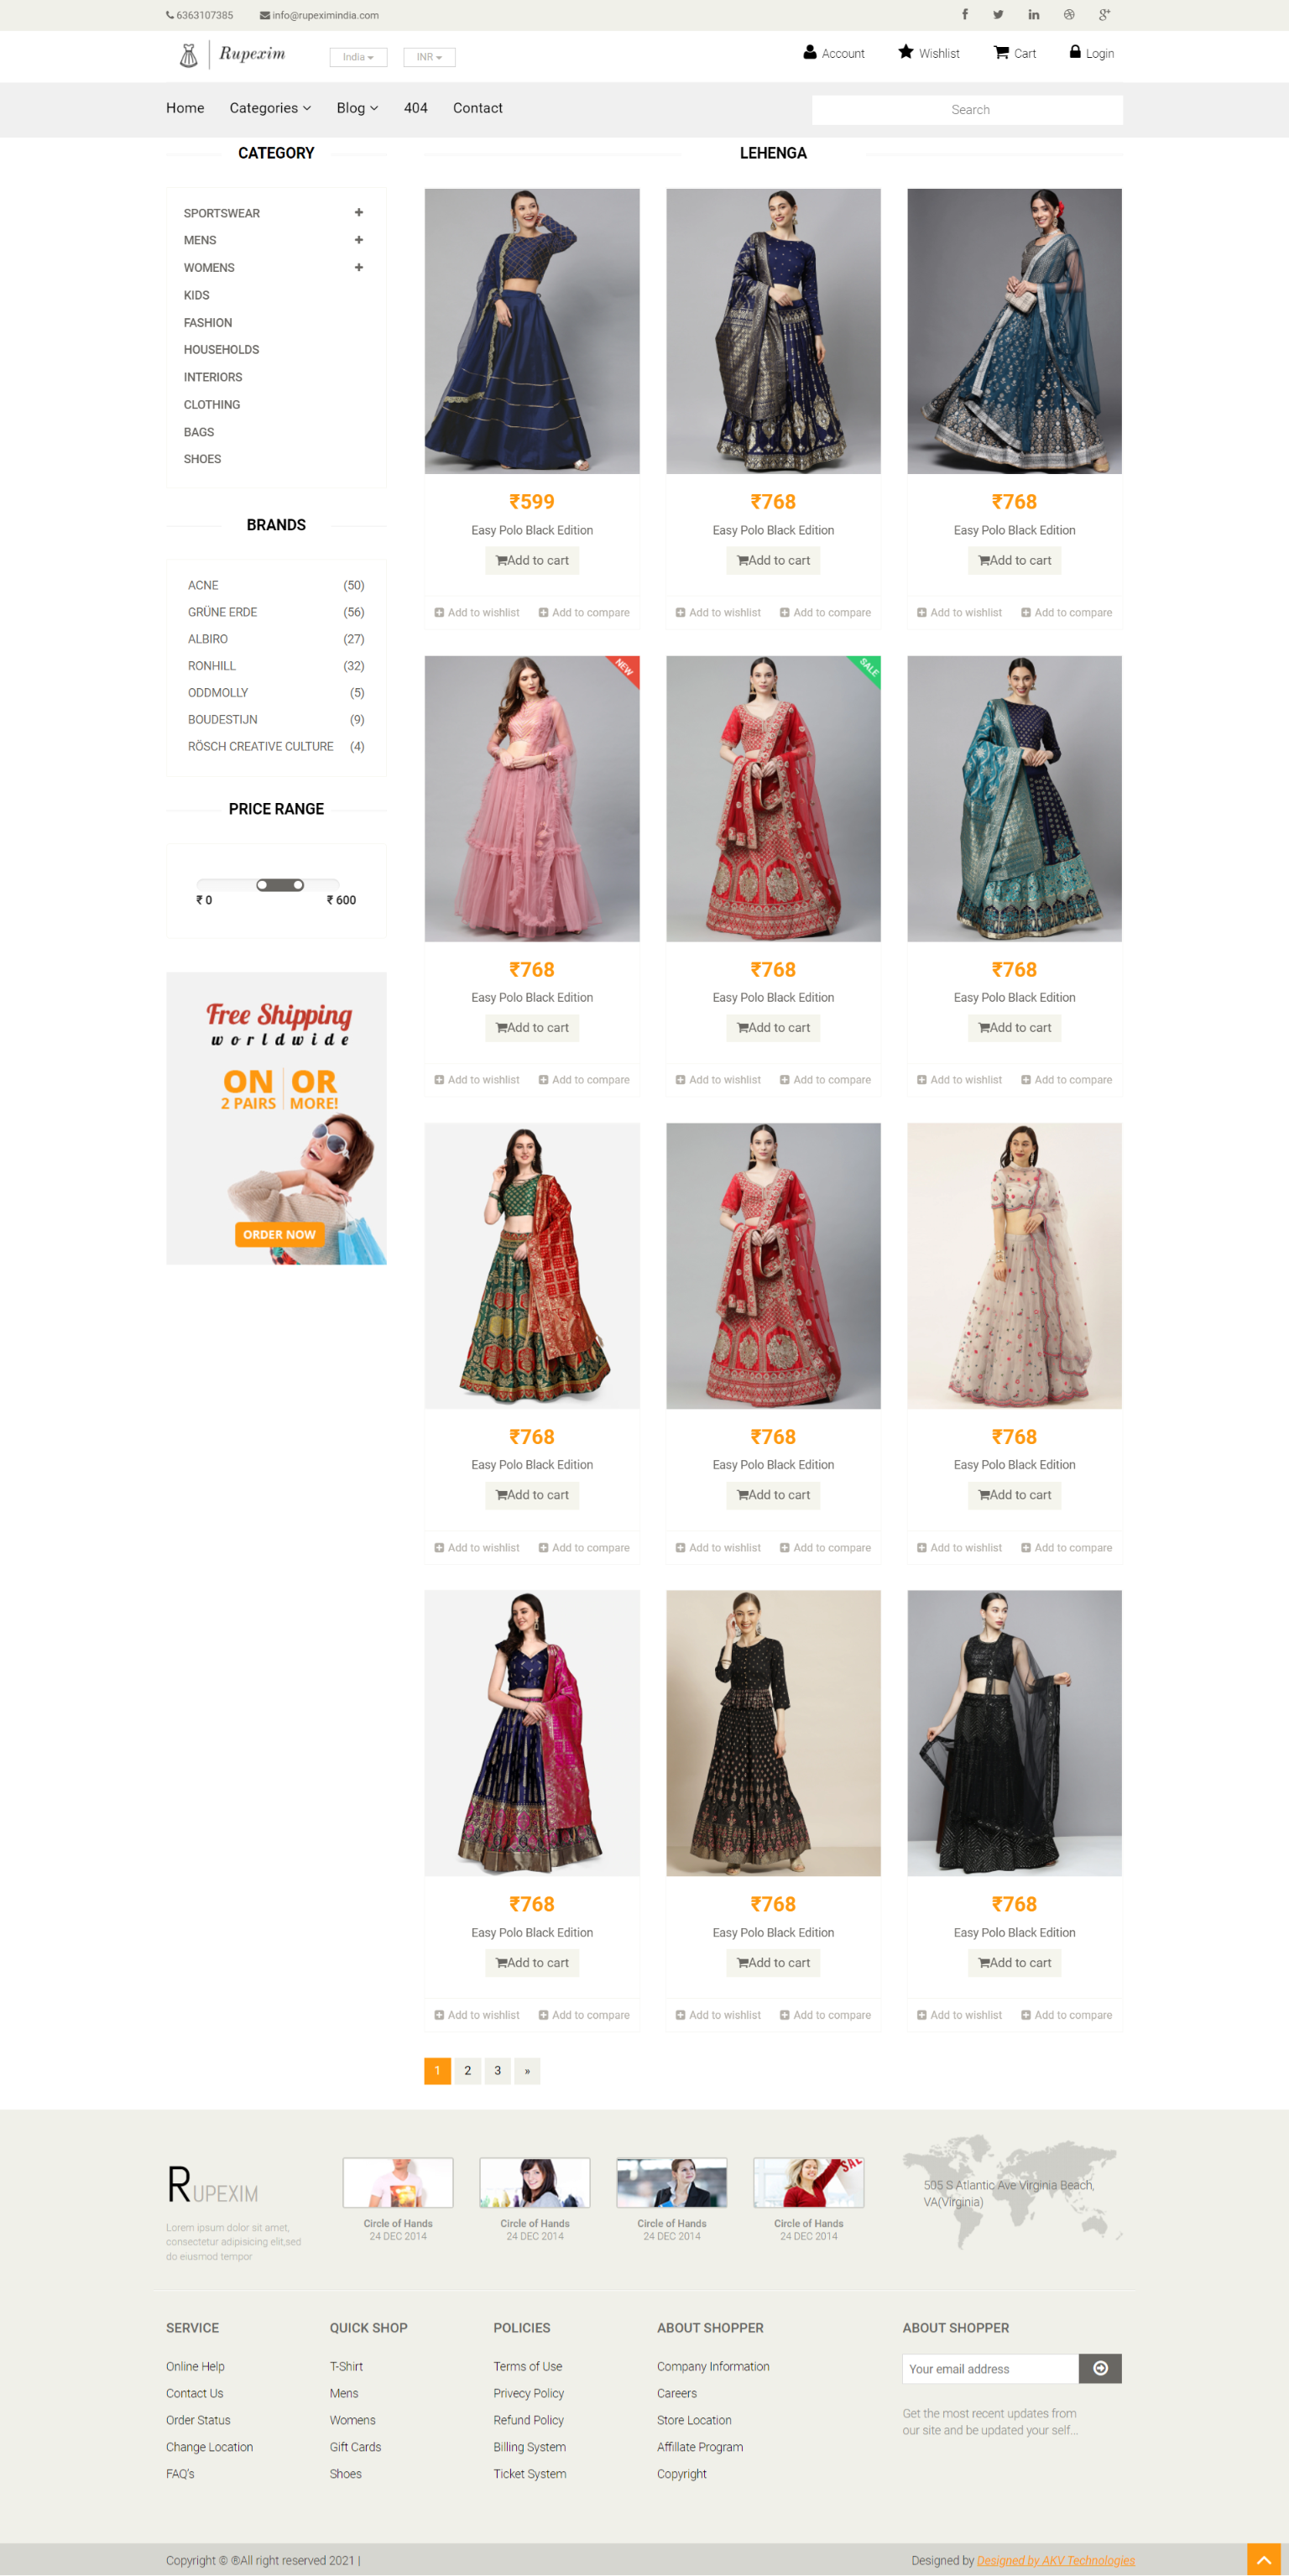 6363107385 info@rupeximindia.com
Rupexim India INR Account Wishlist Cart Login
Home Categories Blog 404 Contact Search
CATEGORY
SPORTSWEAR
MENS
WOMENS
KIDS
FASHION
HOUSEHOLDS
INTERIORS
CLOTHING
BAGS
SHOES
BRANDS
ACNE (50)
GRÜNE ERDE (56)
ALBIRO (27)
RONHILL (32)
ODDMOLLY (5)
BOUDESTIJN (9)
RÖSCH CREATIVE CULTURE (4)
PRICE RANGE
₹ 0 ₹ 600
Free Shipping
worldwide
ON OR
2 PAIRS MORE!
ORDER NOW
LEHENGA
₹599 ₹768 ₹768
Easy Polo Black Edition Easy Polo Black Edition Easy Polo Black Edition
Add to cart Add to cart Add to cart
Add to wishlist Add to compare Add to wishlist Add to compare Add to wishlist Add to compare
NEW SALE
₹768 ₹768 ₹768
Easy Polo Black Edition Easy Polo Black Edition Easy Polo Black Edition
Add to cart Add to cart Add to cart
Add to wishlist Add to compare Add to wishlist Add to compare Add to wishlist Add to compare
₹768 ₹768 ₹768
Easy Polo Black Edition Easy Polo Black Edition Easy Polo Black Edition
Add to cart Add to cart Add to cart
Add to wishlist Add to compare Add to wishlist Add to compare Add to wishlist Add to compare
₹768 ₹768 ₹768
Easy Polo Black Edition Easy Polo Black Edition Easy Polo Black Edition
Add to cart Add to cart Add to cart
Add to wishlist Add to compare Add to wishlist Add to compare Add to wishlist Add to compare
1 2 3 »
RUPEXIM
Lorem ipsum dolor sit amet,
consectetur adipisicing elit,sed
do eiusmod tempor
SALE
Circle of Hands Circle of Hands Circle of Hands Circle of Hands
24 DEC 2014 24 DEC 2014 24 DEC 2014 24 DEC 2014
505 S Atlantic Ave Virginia Beach,
VA(Virginia)
SERVICE
Online Help
Contact Us
Order Status
Change Location
FAQ's
QUICK SHOP
T-Shirt
Mens
Womens
Gift Cards
Shoes
POLICIES
Terms of Use
Privecy Policy
Refund Policy
Billing System
Ticket System
ABOUT SHOPPER
Company Information
Careers
Store Location
Affillate Program
Copyright
ABOUT SHOPPER
Your email address
Get the most recent updates from
our site and be updated your self...
Copyright © ®All right reserved 2021 | Designed by Designed by AKV Technologies